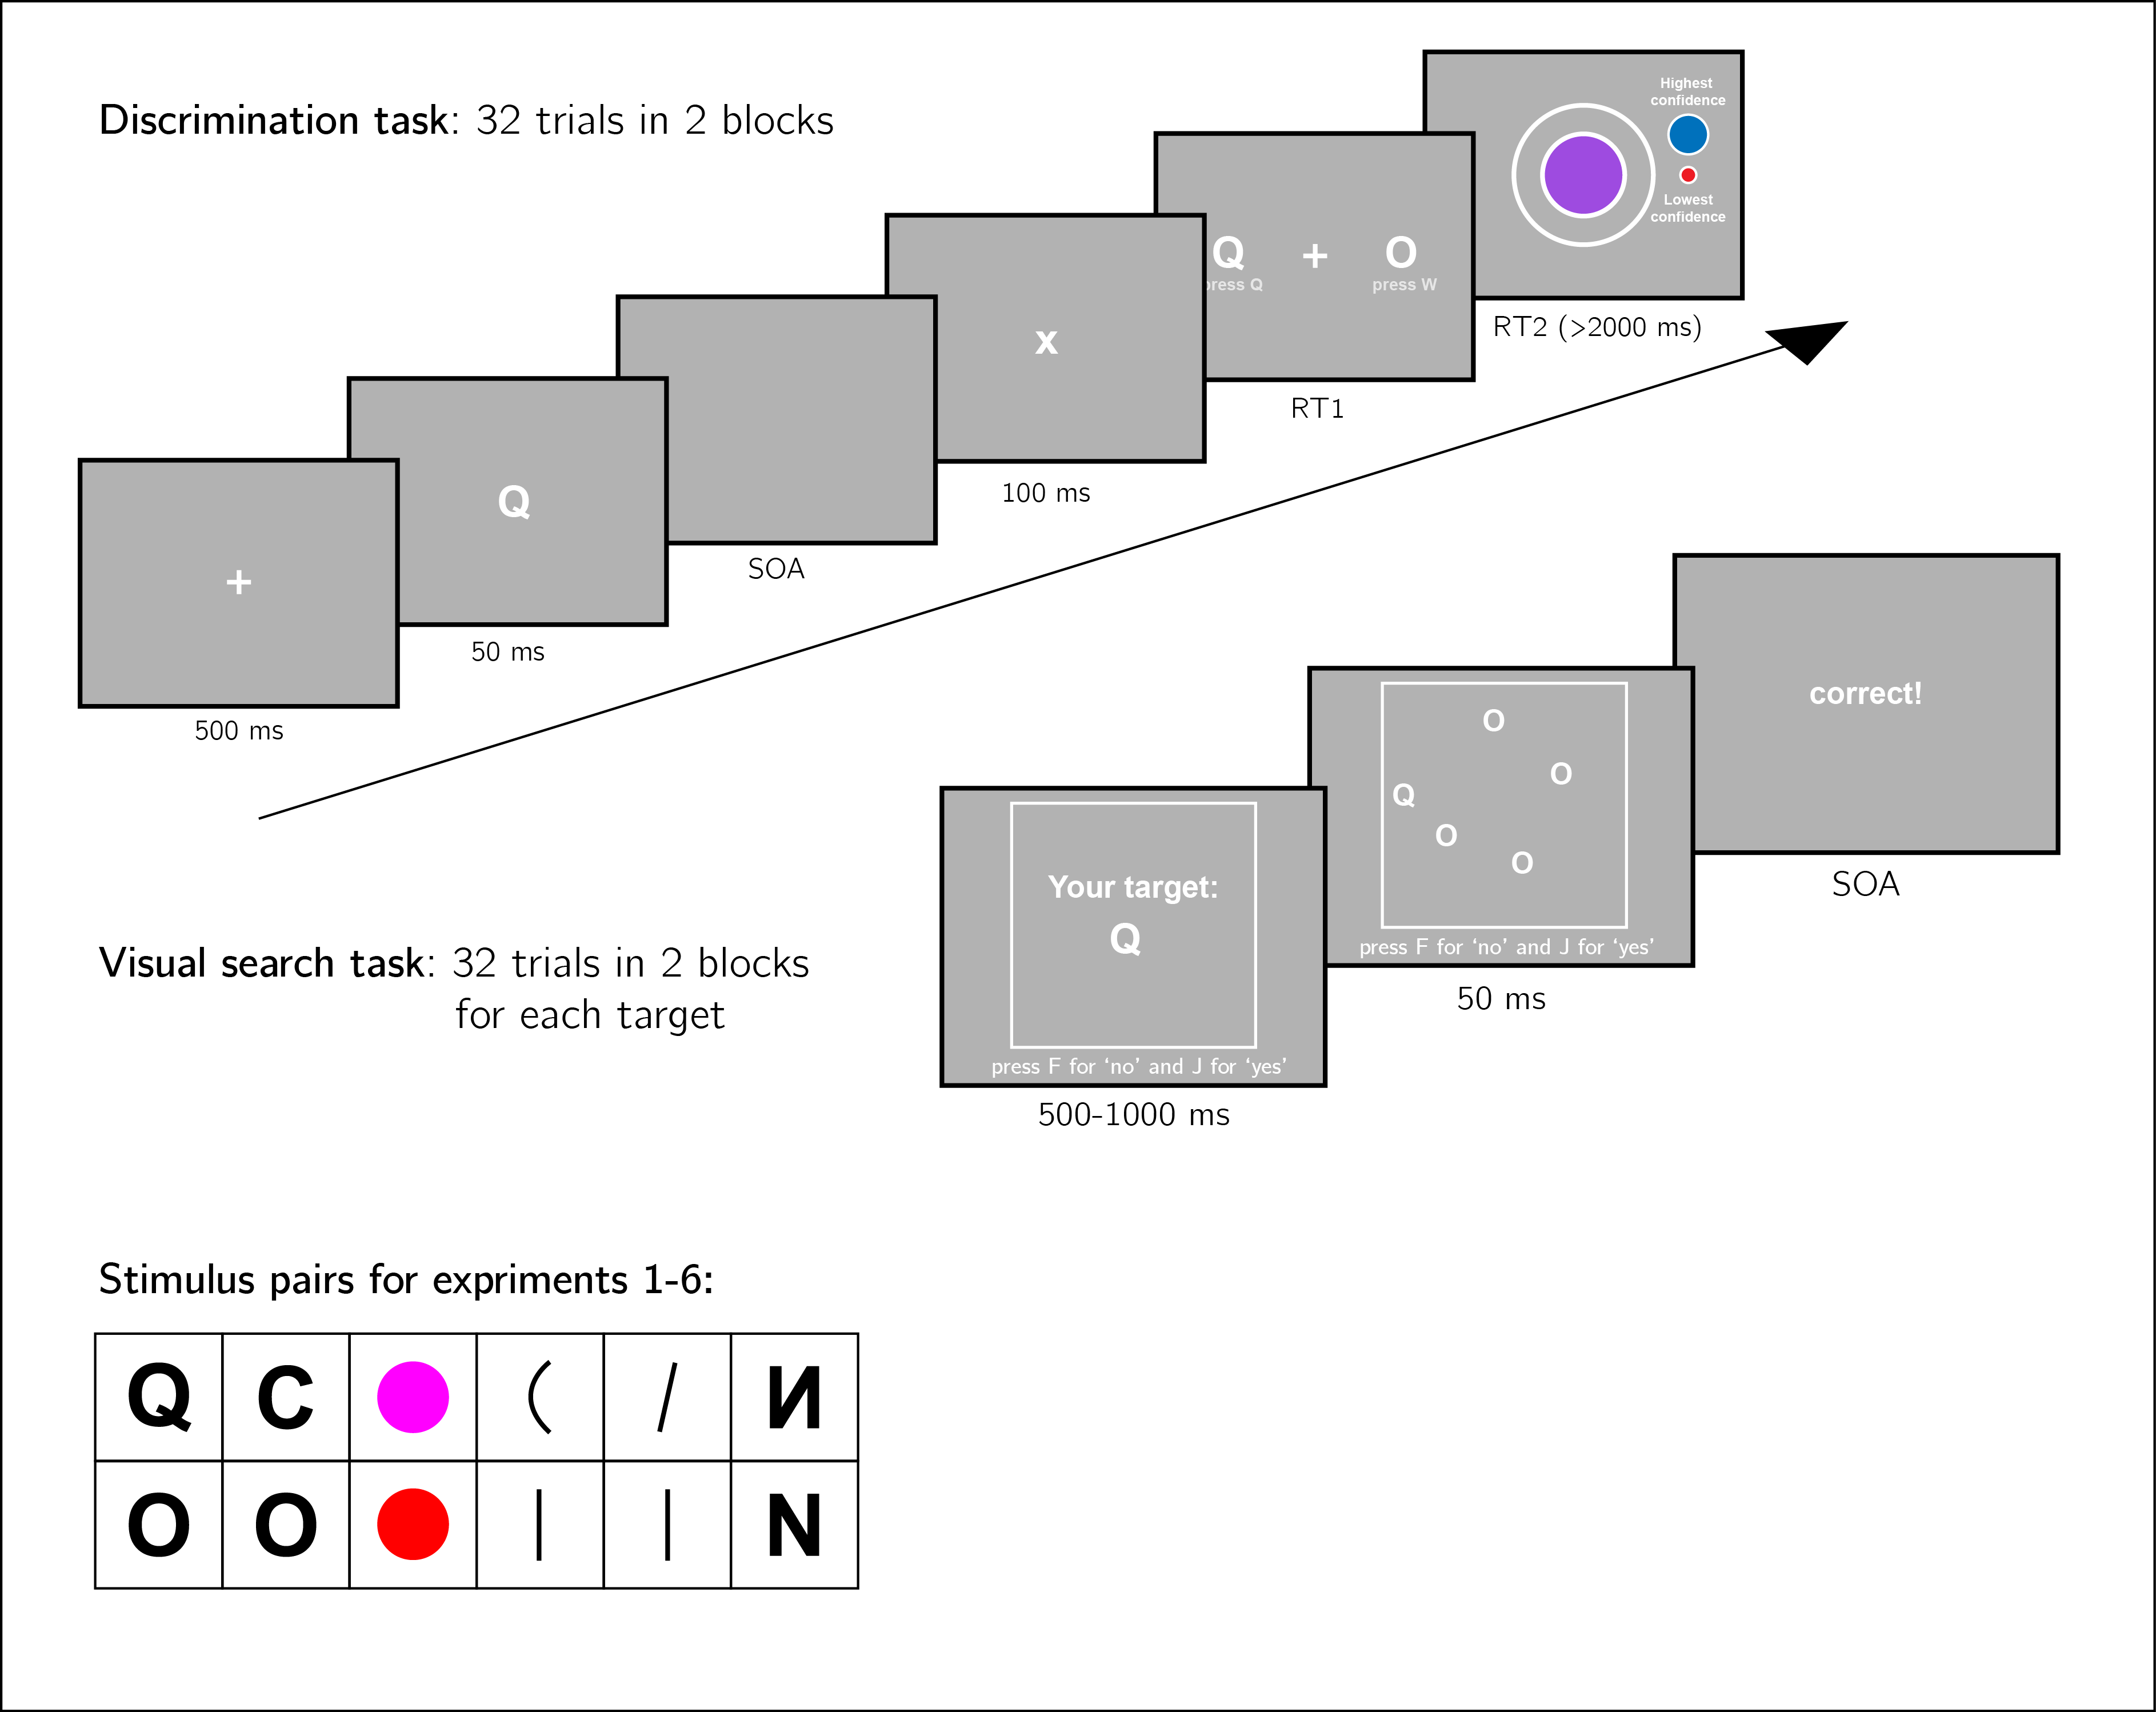 Discrimination task: 32 trials in 2 blocks
+
500 ms
Q
50 ms
SOA
x
100 ms
Q + O
press Q press W
RT1
Highest
confidence
Lowest
confidence
RT2 (>2000 ms)
Visual search task: 32 trials in 2 blocks
for each target
Your target:
Q
press F for ‘no’ and J for ‘yes’
500-1000 ms
O
O
Q
O
O
press F for ‘no’ and J for ‘yes’
50 ms
correct!
SOA
Stimulus pairs for expriments 1-6:
Q C ( / И
O O | | N